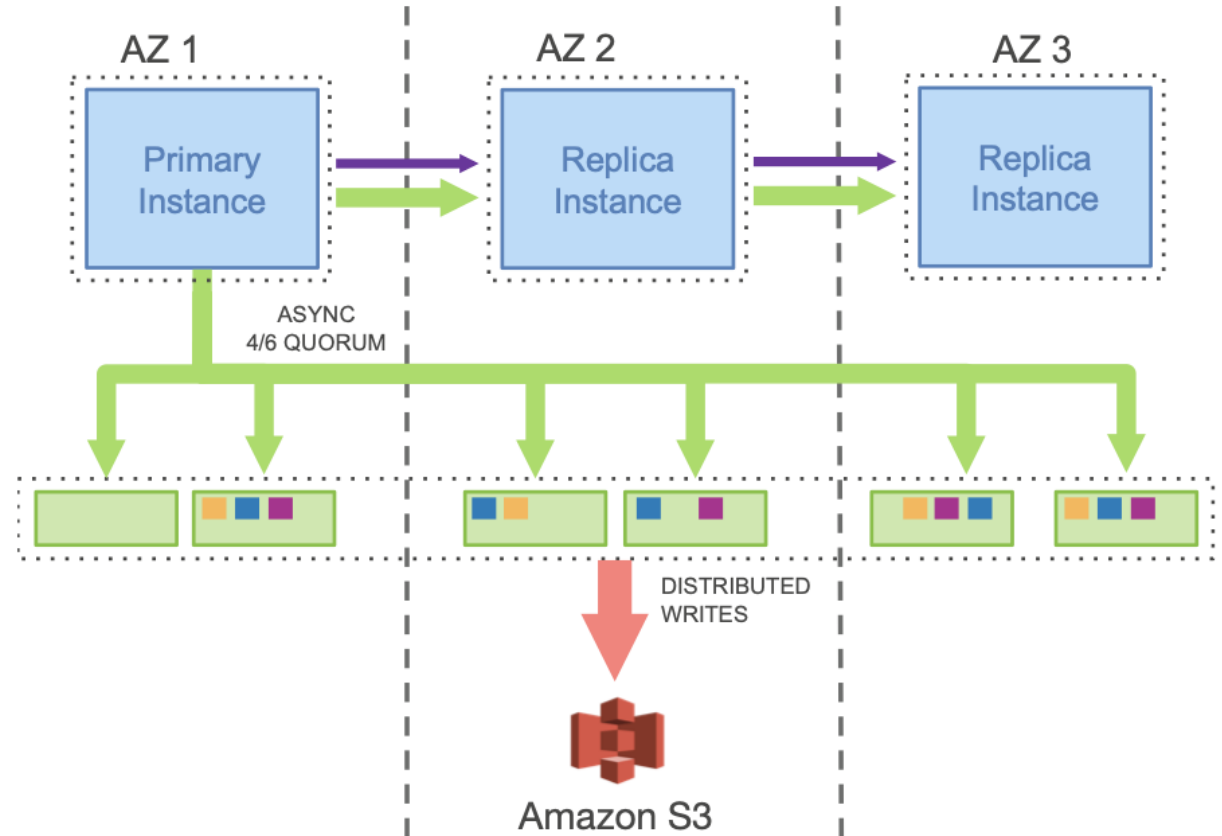 AZ 1
AZ 2
AZ 3
Primary
Instance
Replica
Instance
Replica
Instance
ASYNC
4/6 QUORUM
DISTRIBUTED
WRITES
Amazon S3